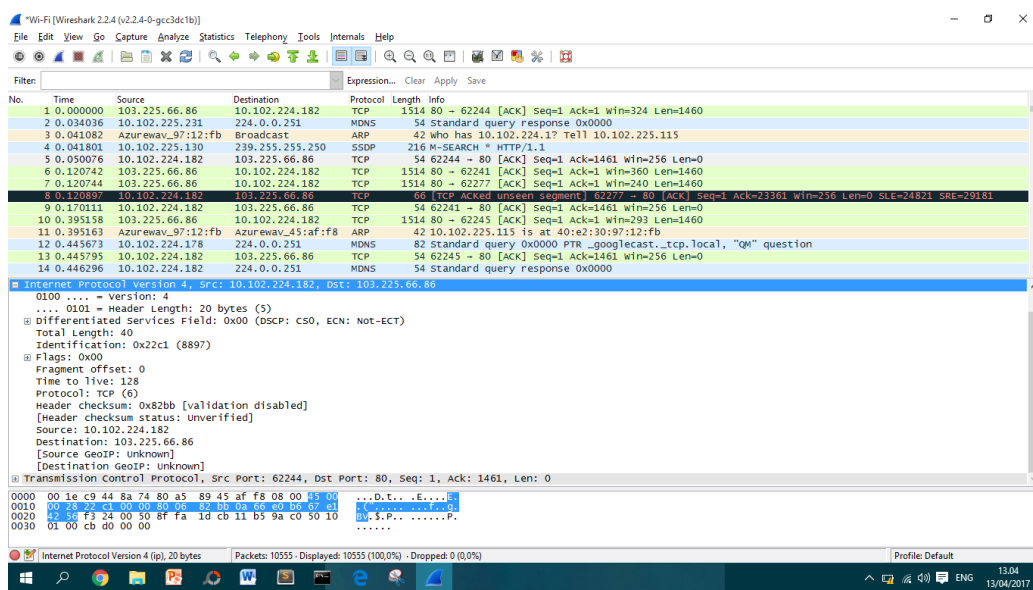 *Wi-Fi [Wireshark 2.2.4 (v2.2.4-0-gcc3dc1b)]
File Edit View Go Capture Analyze Statistics Telephony Tools Internals Help
Filter: Expression... Clear Apply Save
No. Time Source Destination Protocol Length Info
1 0.000000 103.225.66.86 10.102.224.182 TCP 1514 80 → 62244 [ACK] Seq=1 Ack=1 Win=324 Len=1460
2 0.034036 10.102.225.231 224.0.0.251 MDNS 54 Standard query response 0x0000
3 0.041082 Azurewav_97:12:fb Broadcast ARP 42 Who has 10.102.224.1? Tell 10.102.225.115
4 0.041801 10.102.225.130 239.255.255.250 SSDP 216 M-SEARCH * HTTP/1.1
5 0.050076 10.102.224.182 103.225.66.86 TCP 54 62244 → 80 [ACK] Seq=1 Ack=1461 Win=256 Len=0
6 0.120742 103.225.66.86 10.102.224.182 TCP 1514 80 → 62241 [ACK] Seq=1 Ack=1 Win=360 Len=1460
7 0.120744 103.225.66.86 10.102.224.182 TCP 1514 80 → 62277 [ACK] Seq=1 Ack=1 Win=240 Len=1460
8 0.120897 10.102.224.182 103.225.66.86 TCP 66 [TCP ACKed unseen segment] 62277 → 80 [ACK] Seq=1 Ack=23361 Win=256 Len=0 SLE=24821 SRE=29181
9 0.170111 10.102.224.182 103.225.66.86 TCP 54 62241 → 80 [ACK] Seq=1 Ack=1461 Win=256 Len=0
10 0.395158 103.225.66.86 10.102.224.182 TCP 1514 80 → 62245 [ACK] Seq=1 Ack=1 Win=293 Len=1460
11 0.395163 Azurewav_97:12:fb Azurewav_45:af:f8 ARP 42 10.102.225.115 is at 40:e2:30:97:12:fb
12 0.445673 10.102.224.178 224.0.0.251 MDNS 82 Standard query 0x0000 PTR _googlecast._tcp.local, "QM" question
13 0.445795 10.102.224.182 103.225.66.86 TCP 54 62245 → 80 [ACK] Seq=1 Ack=1461 Win=256 Len=0
14 0.446296 10.102.224.182 224.0.0.251 MDNS 54 Standard query response 0x0000
Internet Protocol Version 4, Src: 10.102.224.182, Dst: 103.225.66.86
0100 .... = Version: 4
.... 0101 = Header Length: 20 bytes (5)
Differentiated Services Field: 0x00 (DSCP: CS0, ECN: Not-ECT)
Total Length: 40
Identification: 0x22c1 (8897)
Flags: 0x00
Fragment offset: 0
Time to live: 128
Protocol: TCP (6)
Header checksum: 0x82bb [validation disabled]
[Header checksum status: Unverified]
Source: 10.102.224.182
Destination: 103.225.66.86
[Source GeoIP: Unknown]
[Destination GeoIP: Unknown]
Transmission Control Protocol, Src Port: 62244, Dst Port: 80, Seq: 1, Ack: 1461, Len: 0
0000 00 1e c9 44 8a 74 80 a5 89 45 af f8 08 00 45 00 ...D.t.. .E....E.
0010 00 28 22 c1 00 00 80 06 82 bb 0a 66 e0 b6 67 e1 .(".......f..g.
0020 42 56 f3 24 00 50 8f fa 1d cb 11 b5 9a c0 50 10 BV.$.P.. ......P.
0030 01 00 cb d0 00 00 ......
Internet Protocol Version 4 (ip), 20 bytes Packets: 10555 · Displayed: 10555 (100,0%) · Dropped: 0 (0,0%) Profile: Default
ENG 13.04
13/04/2017